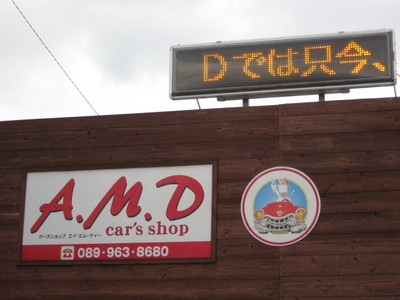 Dでは只今、
A.M.D
car's shop
カーズショップ エイ・エム・ディー
☎ 089-963-8680